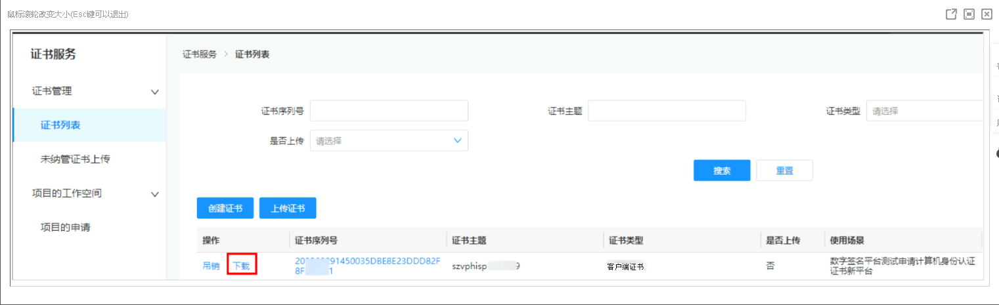 鼠标滚轮改变大小(Esc键可以退出)
证书服务
证书管理
证书列表
未纳管证书上传
项目的工作空间
项目的申请
证书服务 > 证书列表
证书序列号 证书主题 证书类型 请选择
是否上传 请选择
搜索 重置
创建证书 上传证书
操作 证书序列号 证书主题 证书类型 是否上传 使用场景
吊销 下载 91450035DBE8E23DDD82F szvphisp 9 客户端证书 否 数字签名平台测试申请计算机身份认证
8F 1 证书新平台